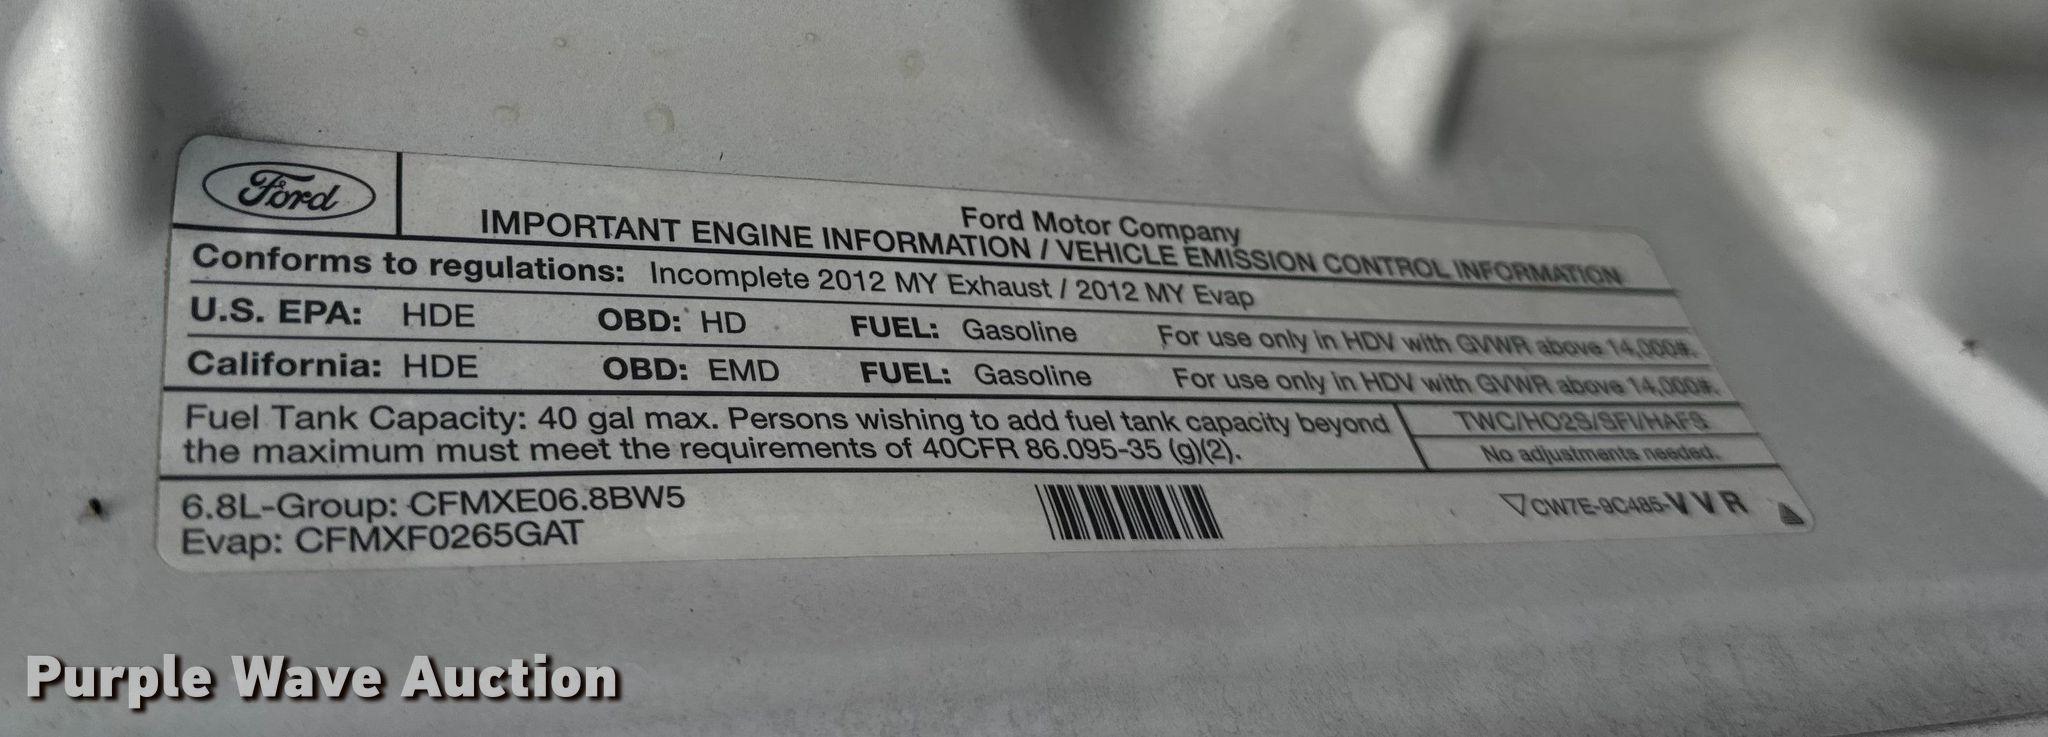 Ford
Ford Motor Company
IMPORTANT ENGINE INFORMATION / VEHICLE EMISSION CONTROL INFORMATION
Conforms to regulations: Incomplete 2012 MY Exhaust / 2012 MY Evap
U.S. EPA: HDE OBD: HD FUEL: Gasoline For use only in HDV with GVWR above 14,000#.
California: HDE OBD: EMD FUEL: Gasoline For use only in HDV with GVWR above 14,000#.
Fuel Tank Capacity: 40 gal max. Persons wishing to add fuel tank capacity beyond
the maximum must meet the requirements of 40CFR 86.095-35 (g)(2).
TWC/HO2S/SFI/HAFS
No adjustments needed.
6.8L-Group: CFMXE06.8BW5
Evap: CFMXF0265GAT
CW7E-9C485-VVR
Purple Wave Auction